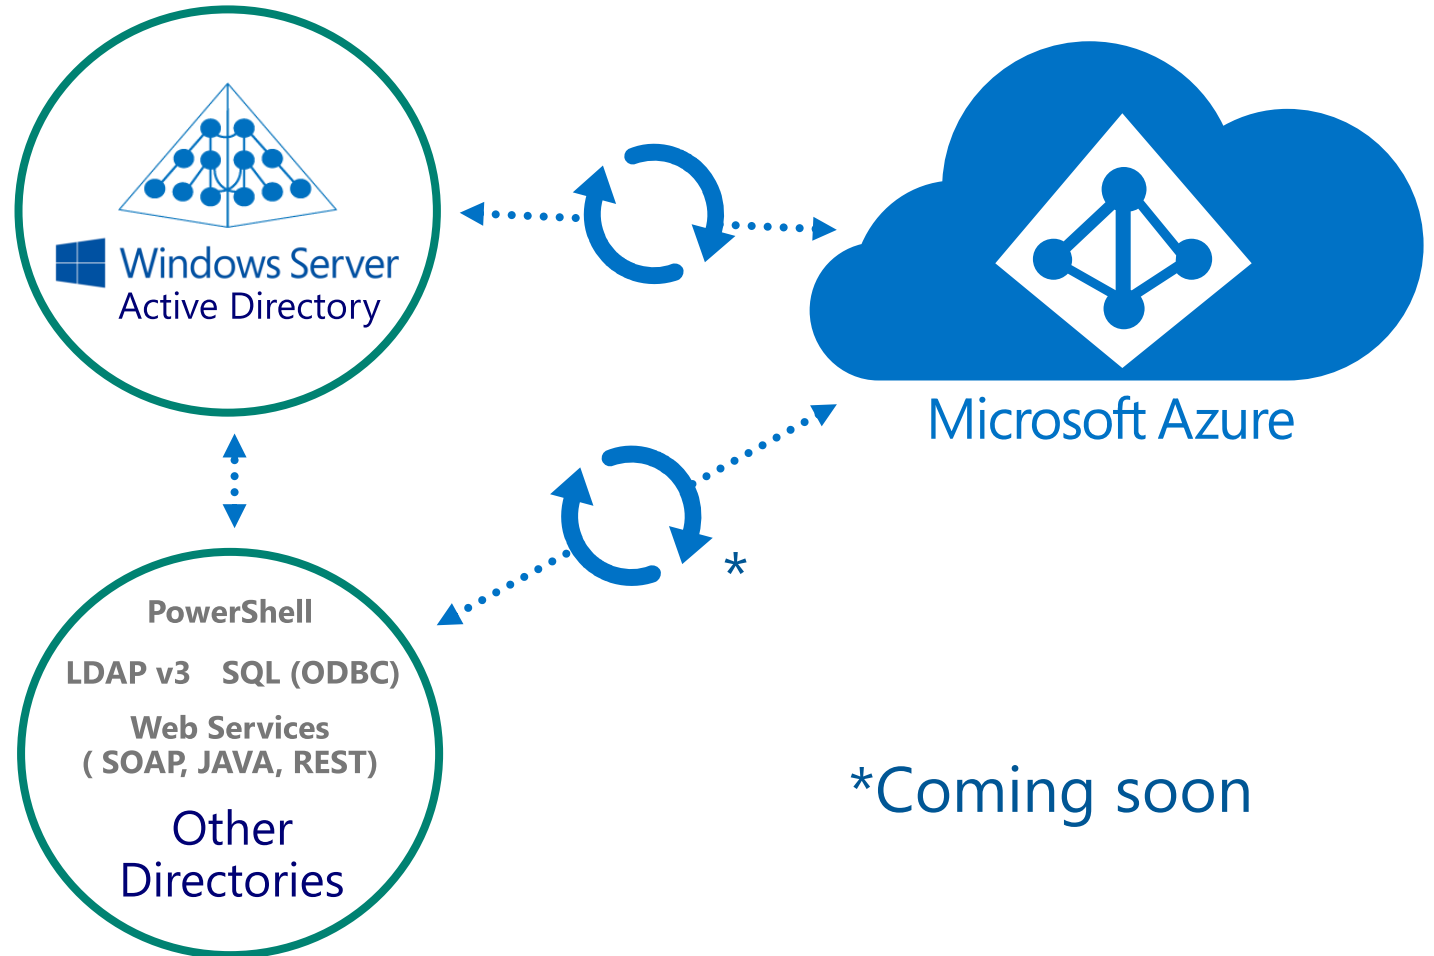 Windows Server
Active Directory
Microsoft Azure
*
PowerShell
LDAP v3 SQL (ODBC)
Web Services
( SOAP, JAVA, REST)
Other
Directories
*Coming soon